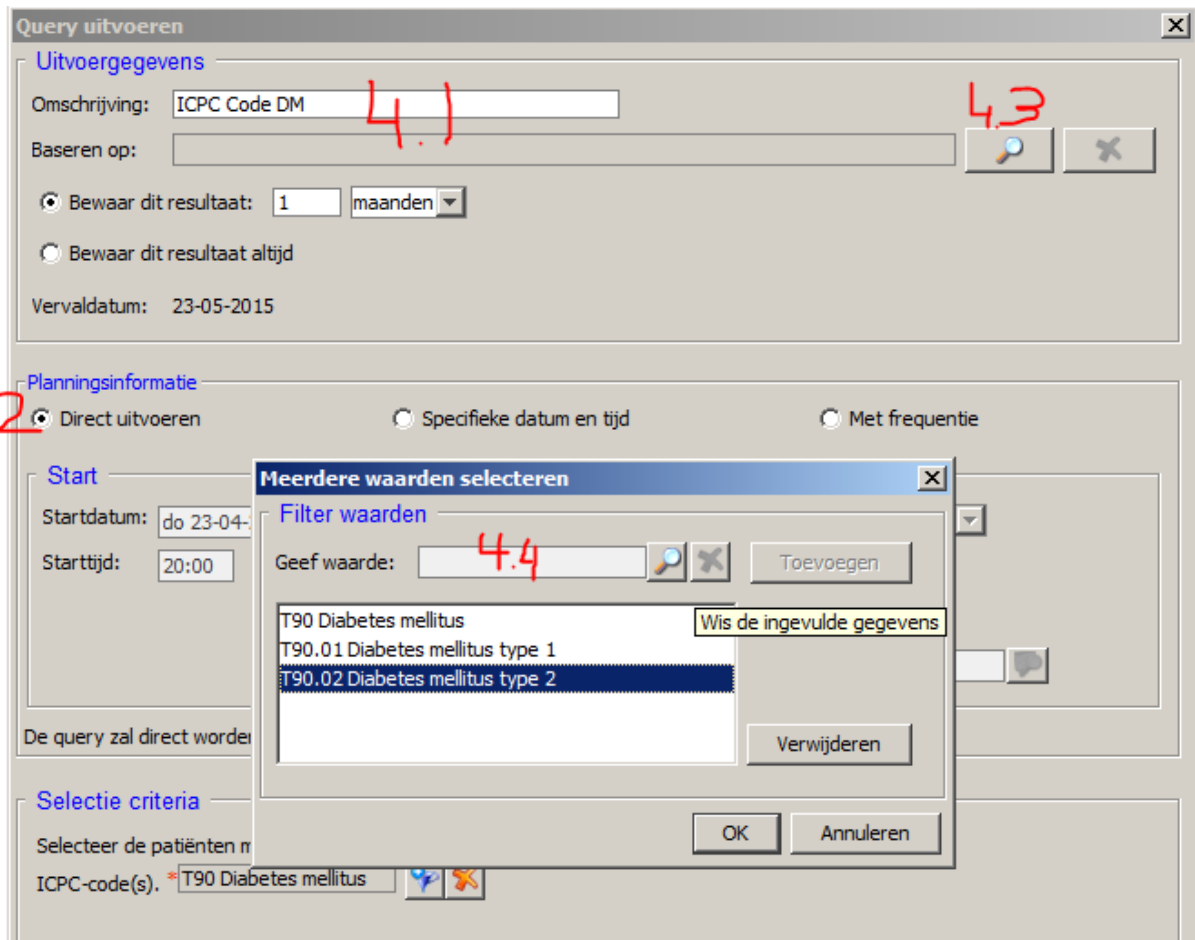 Query uitvoeren
Uitvoergegevens
Omschrijving: ICPC Code DM 4.1
4.3
Baseren op:
Bewaar dit resultaat: 1 maanden
Bewaar dit resultaat altijd
Vervaldatum: 23-05-2015
Planningsinformatie
2 Direct uitvoeren Specifieke datum en tijd Met frequentie
Start
Startdatum: do 23-04-
Starttijd: 20:00
Meerdere waarden selecteren
Filter waarden
Geef waarde: 4.4 Toevoegen
Wis de ingevulde gegevens
T90 Diabetes mellitus
T90.01 Diabetes mellitus type 1
T90.02 Diabetes mellitus type 2
Verwijderen
OK Annuleren
De query zal direct worde
Selectie criteria
Selecteer de patiënten m
ICPC-code(s). *T90 Diabetes mellitus